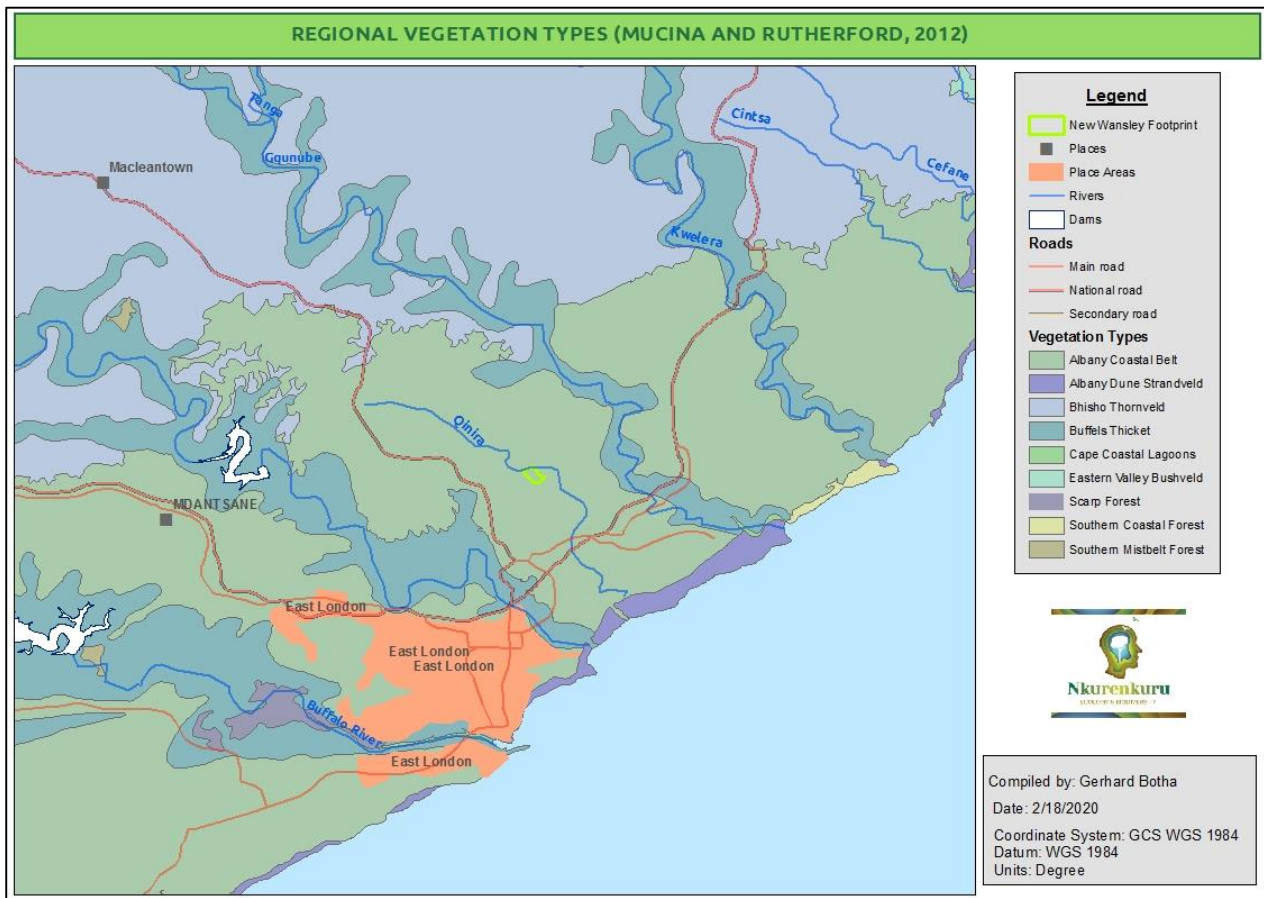 REGIONAL VEGETATION TYPES (MUCINA AND RUTHERFORD, 2012)
Tanga
Gqunube
Macleantown
Cintsa
Cefane
Kwelera
Qinira
MDANTSANE
East London
East London
East London
Buffalo River
East London
Legend
New Wansley Footprint
Places
Place Areas
Rivers
Dams
Roads
Main road
National road
Secondary road
Vegetation Types
Albany Coastal Belt
Albany Dune Strandveld
Bhisho Thornveld
Buffels Thicket
Cape Coastal Lagoons
Eastern Valley Bushveld
Scarp Forest
Southern Coastal Forest
Southern Mistbelt Forest
Nkurenkuru
Compiled by: Gerhard Botha
Date: 2/18/2020
Coordinate System: GCS WGS 1984
Datum: WGS 1984
Units: Degree